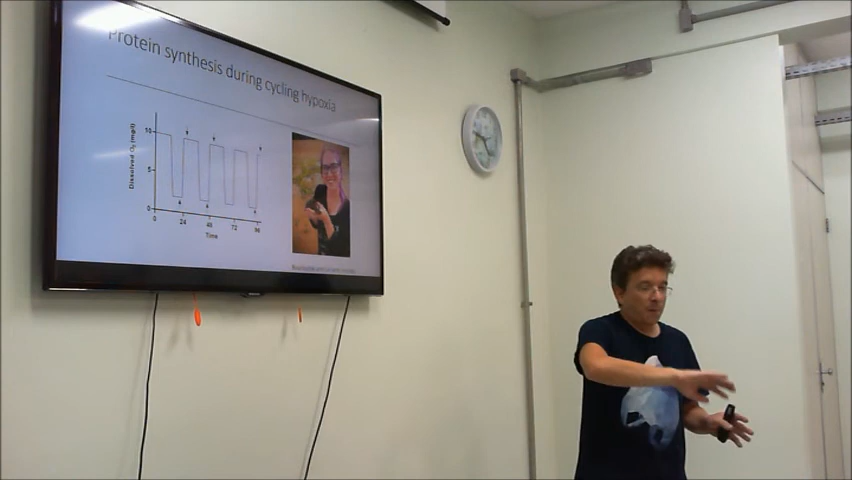 Protein synthesis during cycling hypoxia
Dissolved O₂ (mg/l)
10
5
0
0 24 48 72 96
Time